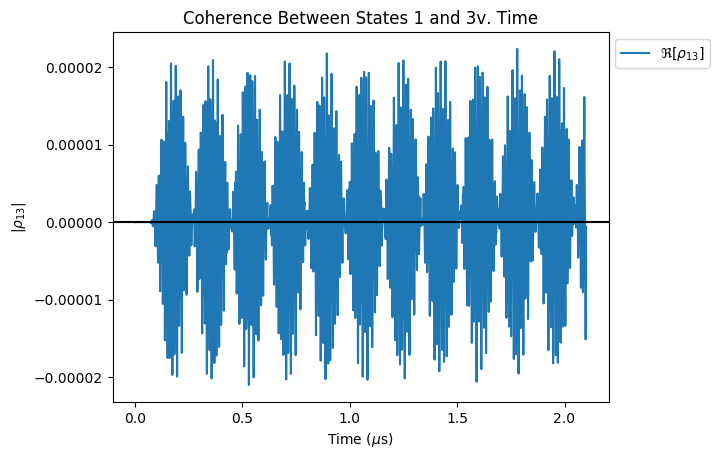 Coherence Between States 1 and 3v. Time
ℜ[ρ₁₃]
0.00002
0.00001
0.00000
−0.00001
−0.00002
|ρ₁₃|
0.0 0.5 1.0 1.5 2.0
Time (μs)